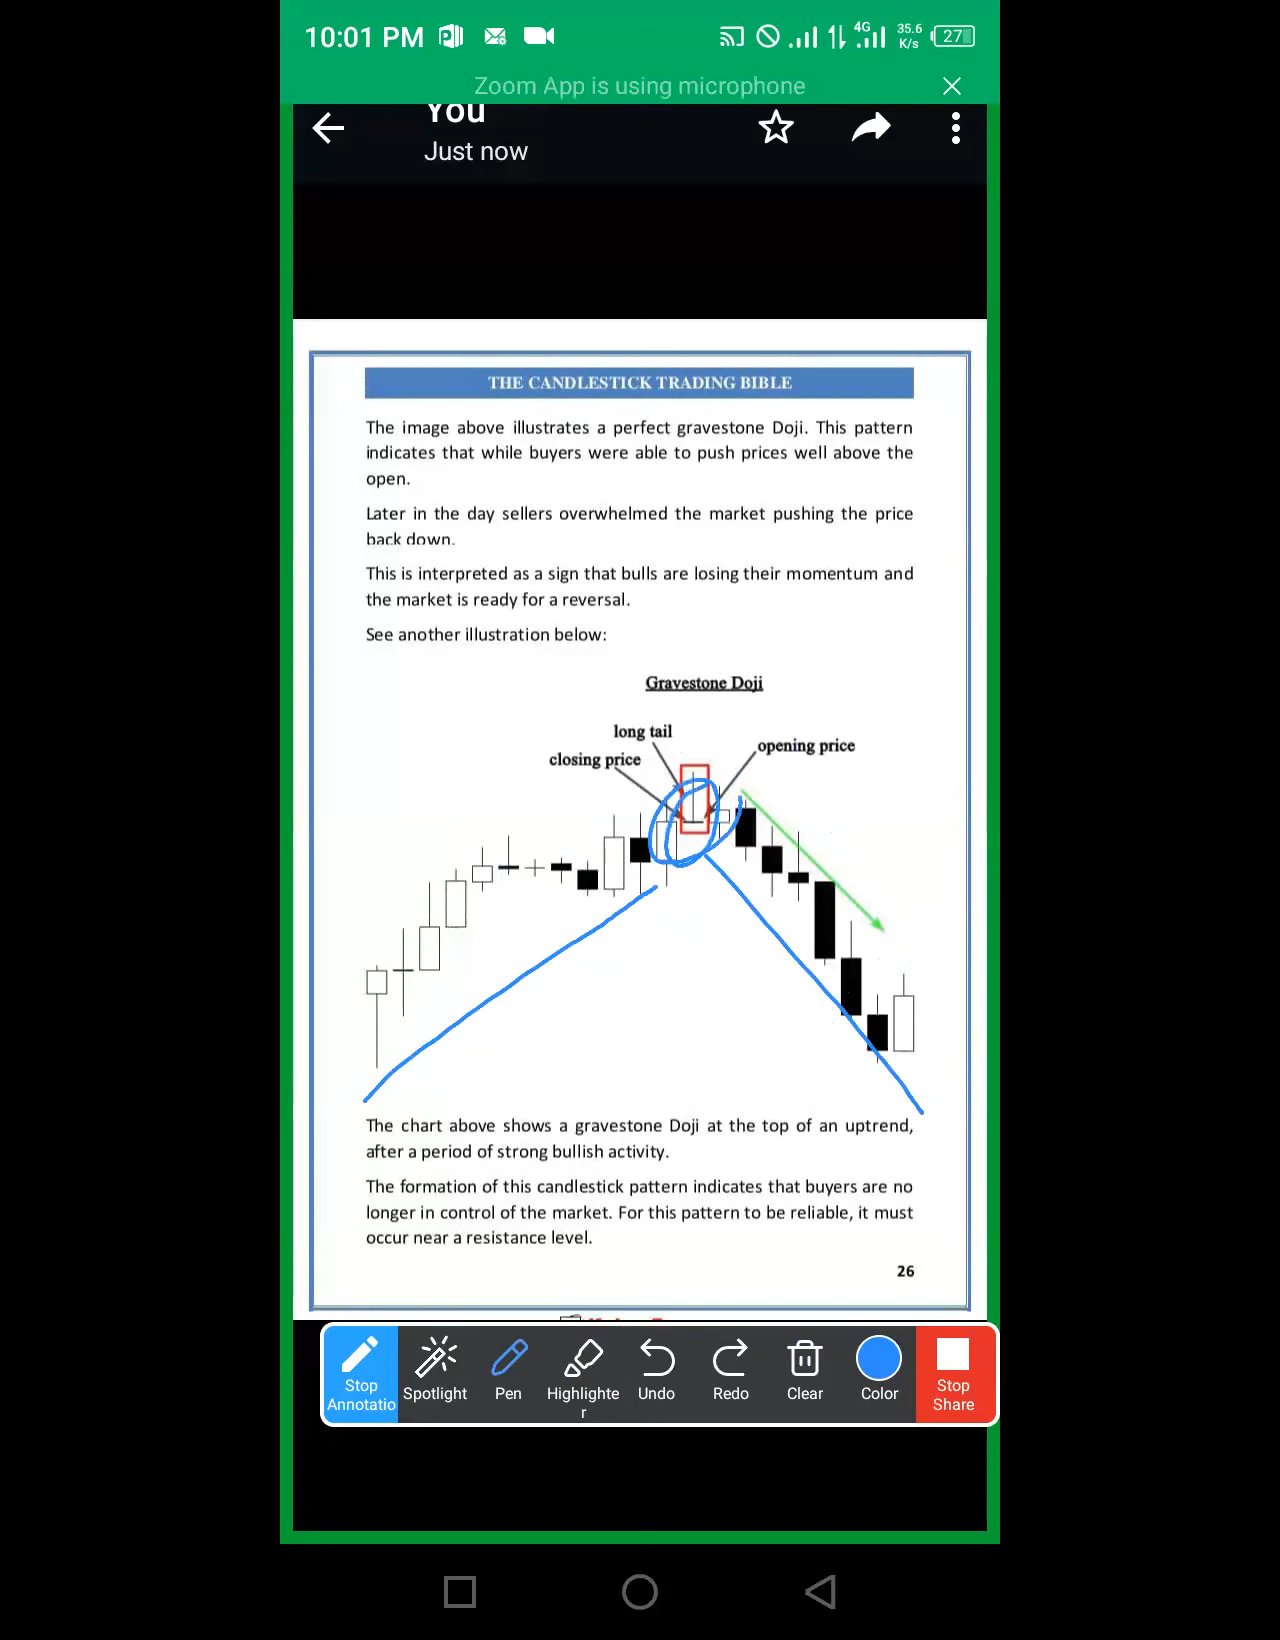 10:01 PM
4G
35.6
K/s
27
Zoom App is using microphone
You
Just now
THE CANDLESTICK TRADING BIBLE
The image above illustrates a perfect gravestone Doji. This pattern
indicates that while buyers were able to push prices well above the
open.
Later in the day sellers overwhelmed the market pushing the price
back down.
This is interpreted as a sign that bulls are losing their momentum and
the market is ready for a reversal.
See another illustration below:
Gravestone Doji
long tail
opening price
closing price
The chart above shows a gravestone Doji at the top of an uptrend,
after a period of strong bullish activity.
The formation of this candlestick pattern indicates that buyers are no
longer in control of the market. For this pattern to be reliable, it must
occur near a resistance level.
26
Stop
Annotatio
Spotlight
Pen
Highlighte
r
Undo
Redo
Clear
Color
Stop
Share